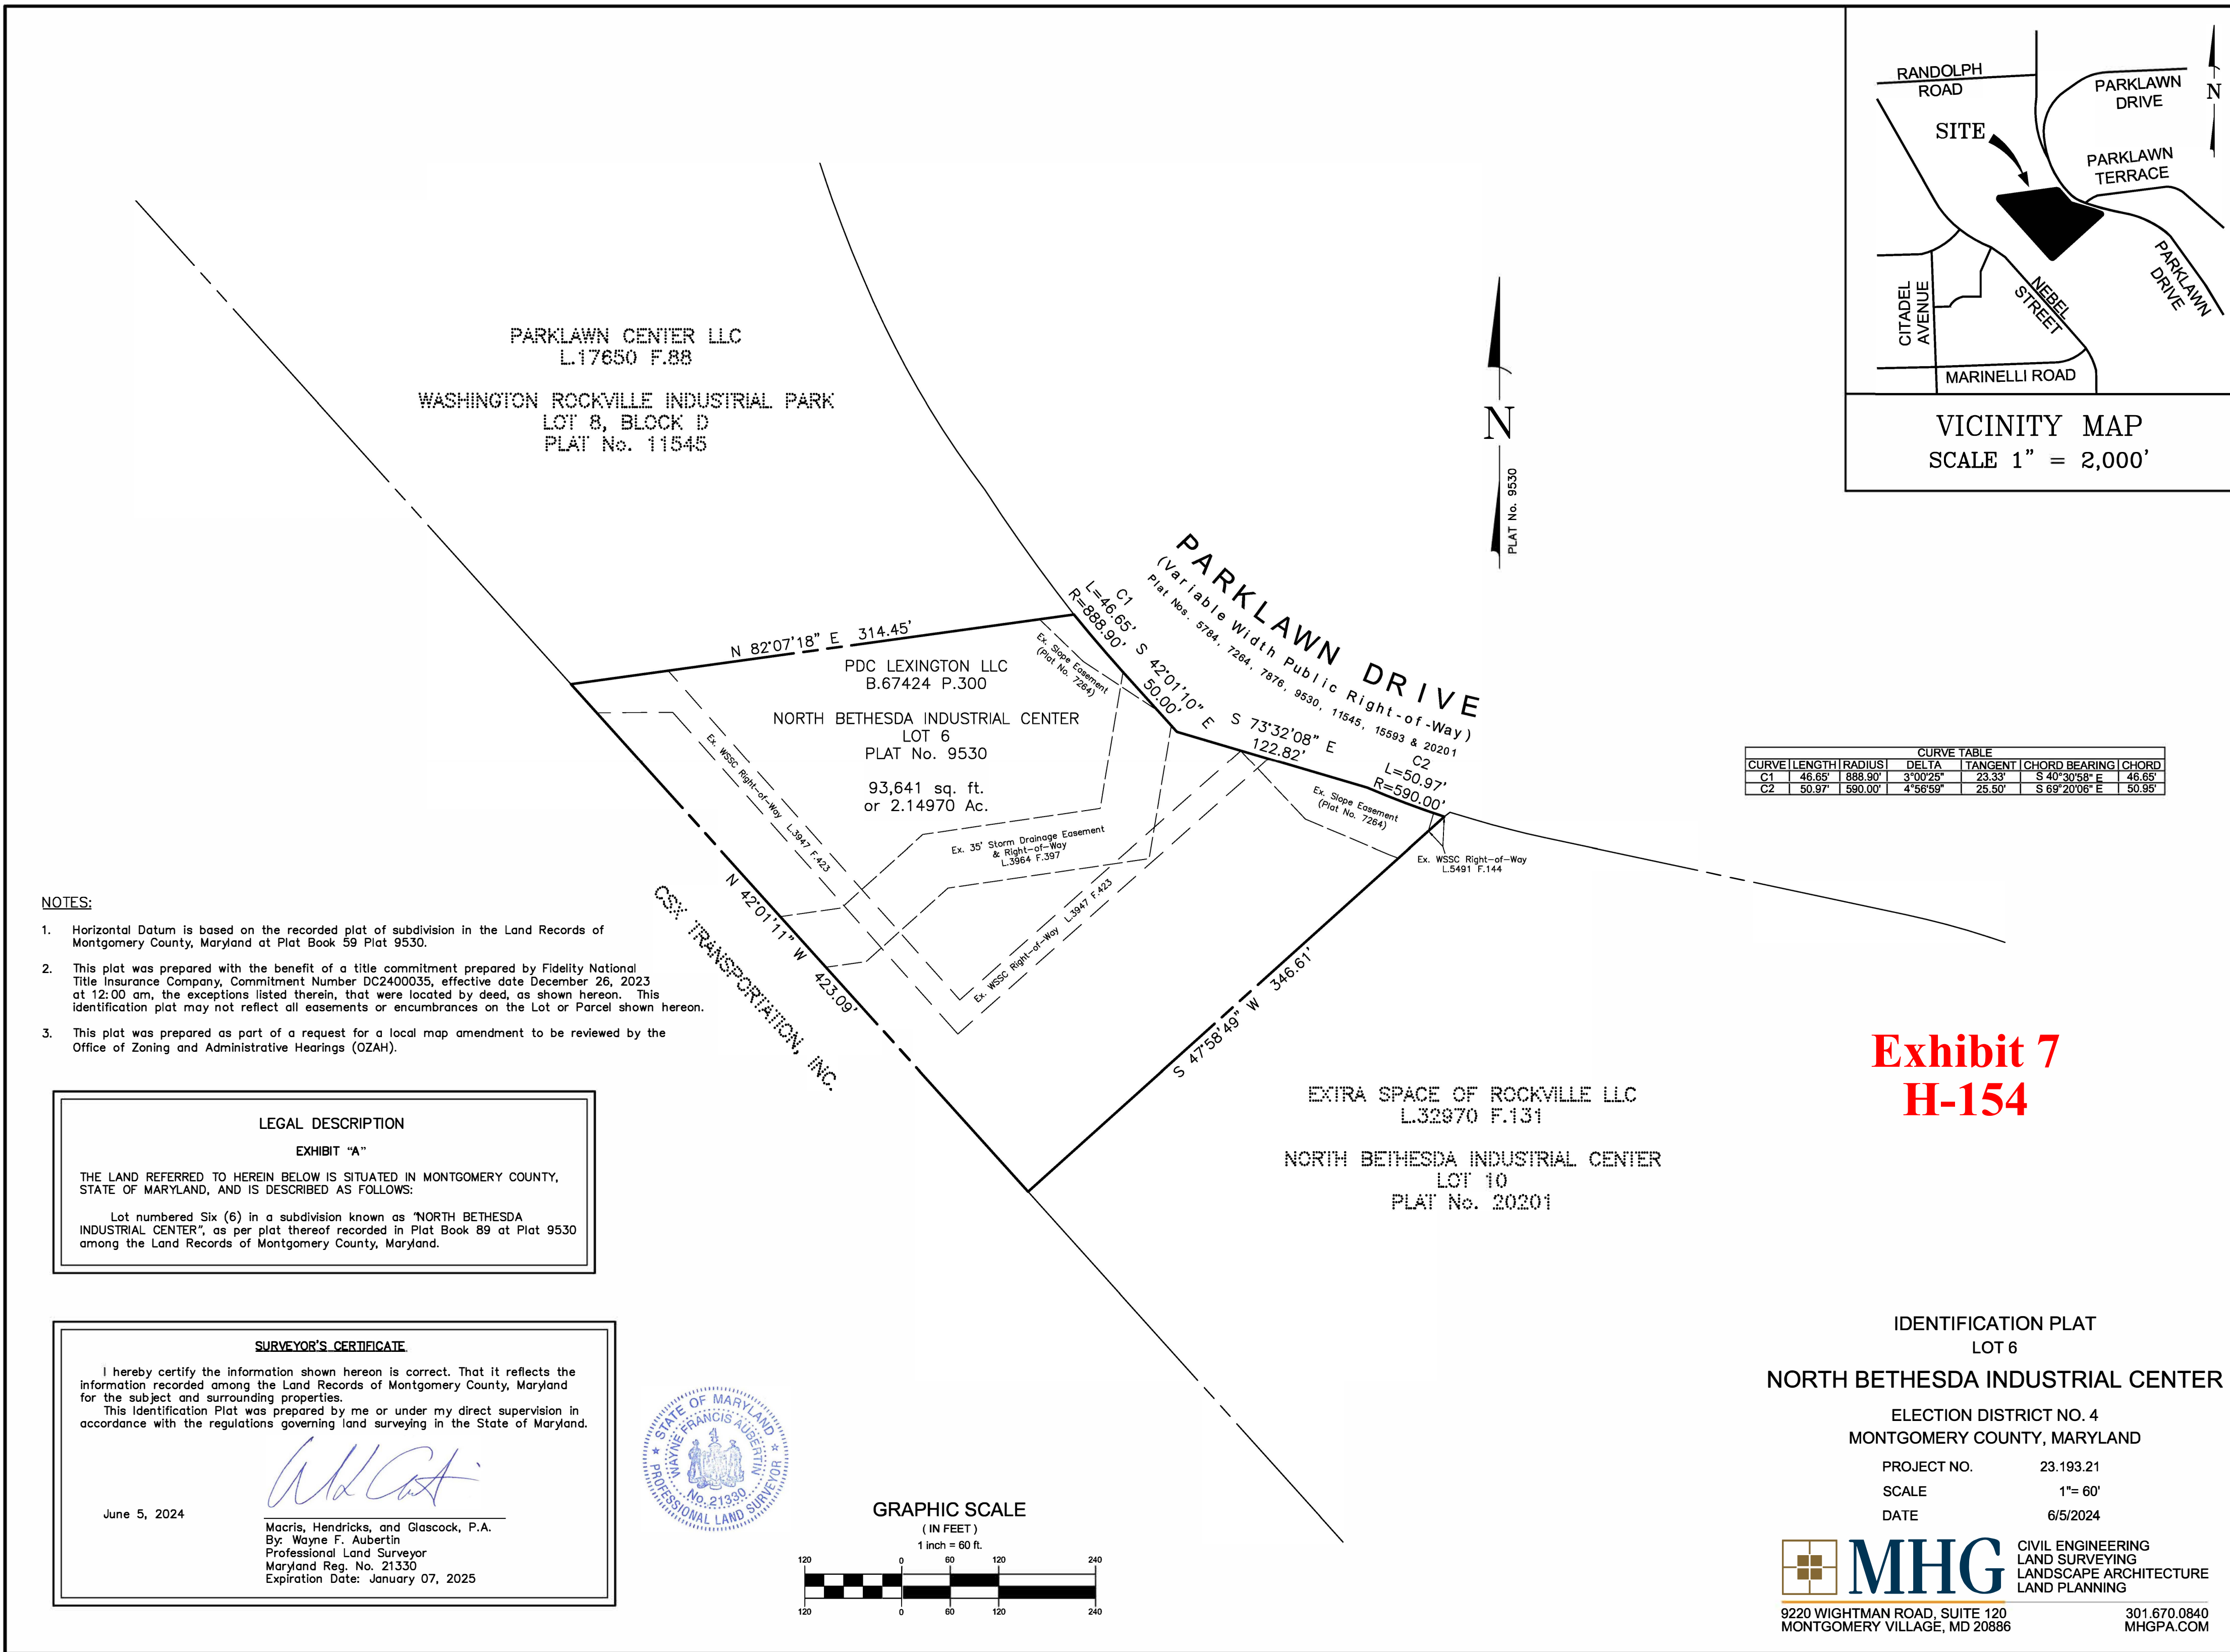 RANDOLPH
ROAD
PARKLAWN
DRIVE
N
SITE
PARKLAWN
TERRACE
CITADEL
AVENUE
NEBEL
STREET
PARKLAWN
DRIVE
MARINELLI ROAD
VICINITY MAP
SCALE 1" = 2,000'
PARKLAWN CENTER LLC
L.17650 F.88
WASHINGTON ROCKVILLE INDUSTRIAL PARK
LOT 8, BLOCK D
PLAT No. 11545
N
PLAT No. 9530
PARKLAWN DRIVE
(Variable Width Public Right-of-Way)
Plat Nos. 5784, 7264, 7876, 9530, 11545, 15593 & 20201
C1
L=46.65'
R=888.90'
S 42°01'10" E
50.00'
S 73°32'08" E
122.82'
C2
L=50.97'
R=590.00'
N 82°07'18" E 314.45'
Ex. Slope Easement
(Plat No. 7264)
PDC LEXINGTON LLC
B.67424 P.300
NORTH BETHESDA INDUSTRIAL CENTER
LOT 6
PLAT No. 9530
93,641 sq. ft.
or 2.14970 Ac.
Ex. WSSC Right-of-Way L.3947 F.423
Ex. 35' Storm Drainage Easement
& Right-of-Way
L.3964 F.397
Ex. Slope Easement
(Plat No. 7264)
Ex. WSSC Right-of-Way
L.5491 F.144
Ex. WSSC Right-of-Way L.3947 F.423
N 42°01'11" W 423.09'
CSX TRANSPORTATION, INC.
S 47°58'49" W 346.61'
CURVE TABLE
CURVE LENGTH RADIUS DELTA TANGENT CHORD BEARING CHORD
C1 46.65' 888.90' 3°00'25" 23.33' S 40°30'58" E 46.65'
C2 50.97' 590.00' 4°56'59" 25.50' S 69°20'06" E 50.95'
NOTES:
1. Horizontal Datum is based on the recorded plat of subdivision in the Land Records of
Montgomery County, Maryland at Plat Book 59 Plat 9530.
2. This plat was prepared with the benefit of a title commitment prepared by Fidelity National
Title Insurance Company, Commitment Number DC2400035, effective date December 26, 2023
at 12:00 am, the exceptions listed therein, that were located by deed, as shown hereon. This
identification plat may not reflect all easements or encumbrances on the Lot or Parcel shown hereon.
3. This plat was prepared as part of a request for a local map amendment to be reviewed by the
Office of Zoning and Administrative Hearings (OZAH).
EXTRA SPACE OF ROCKVILLE LLC
L.32970 F.131
NORTH BETHESDA INDUSTRIAL CENTER
LOT 10
PLAT No. 20201
Exhibit 7
H-154
LEGAL DESCRIPTION
EXHIBIT "A"
THE LAND REFERRED TO HEREIN BELOW IS SITUATED IN MONTGOMERY COUNTY,
STATE OF MARYLAND, AND IS DESCRIBED AS FOLLOWS:
Lot numbered Six (6) in a subdivision known as "NORTH BETHESDA
INDUSTRIAL CENTER", as per plat thereof recorded in Plat Book 89 at Plat 9530
among the Land Records of Montgomery County, Maryland.
SURVEYOR'S CERTIFICATE
I hereby certify the information shown hereon is correct. That it reflects the
information recorded among the Land Records of Montgomery County, Maryland
for the subject and surrounding properties.
This Identification Plat was prepared by me or under my direct supervision in
accordance with the regulations governing land surveying in the State of Maryland.
June 5, 2024
Macris, Hendricks, and Glascock, P.A.
By: Wayne F. Aubertin
Professional Land Surveyor
Maryland Reg. No. 21330
Expiration Date: January 07, 2025
STATE OF MARYLAND
WAYNE FRANCIS AUBERTIN
No. 21330
PROFESSIONAL LAND SURVEYOR
GRAPHIC SCALE
( IN FEET )
1 inch = 60 ft.
120 0 60 120 240
120 0 60 120 240
IDENTIFICATION PLAT
LOT 6
NORTH BETHESDA INDUSTRIAL CENTER
ELECTION DISTRICT NO. 4
MONTGOMERY COUNTY, MARYLAND
PROJECT NO. 23.193.21
SCALE 1"= 60'
DATE 6/5/2024
MHG
CIVIL ENGINEERING
LAND SURVEYING
LANDSCAPE ARCHITECTURE
LAND PLANNING
9220 WIGHTMAN ROAD, SUITE 120 301.670.0840
MONTGOMERY VILLAGE, MD 20886 MHGPA.COM